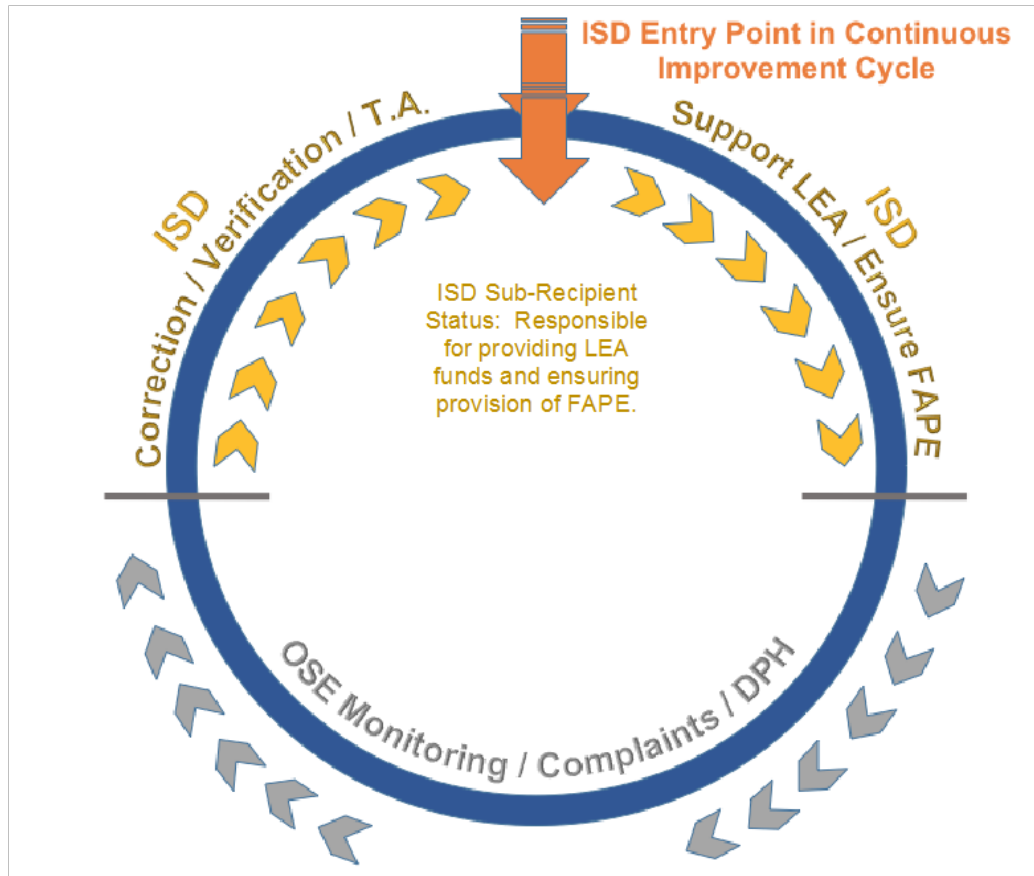 ISD Entry Point in Continuous
Improvement Cycle
ISD
Correction / Verification / T.A.
ISD
Support LEA / Ensure FAPE
ISD Sub-Recipient
Status: Responsible
for providing LEA
funds and ensuring
provision of FAPE.
OSE Monitoring / Complaints / DPH